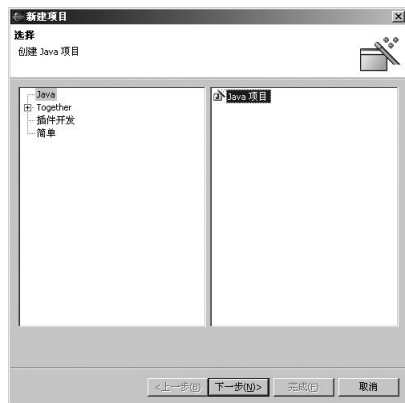 新建项目
选择
创建 Java 项目
Java
Together
插件开发
简单
Java 项目
<上一步(B)
下一步(N)>
完成(F)
取消